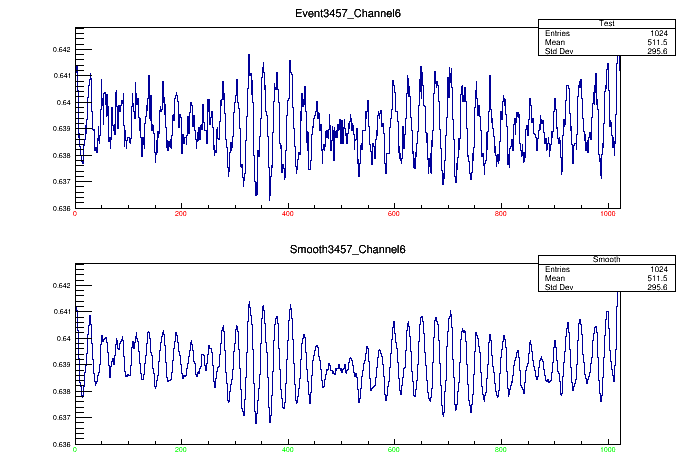 Event3457_Channel6
Test
Entries 1024
Mean 511.5
Std Dev 295.6
0.642
0.641
0.64
0.639
0.638
0.637
0.636
0 200 400 600 800 1000
Smooth3457_Channel6
Smooth
Entries 1024
Mean 511.5
Std Dev 295.6
0.642
0.641
0.64
0.639
0.638
0.637
0.636
0 200 400 600 800 1000